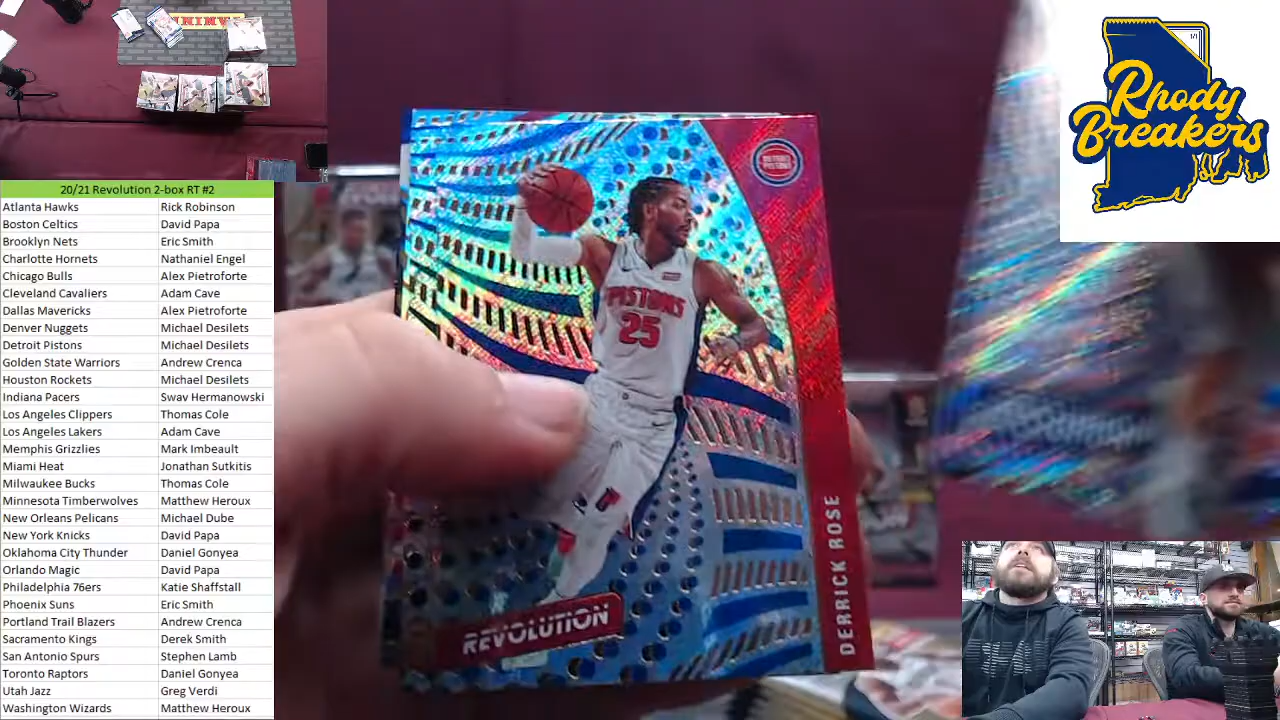 PANINI
20/21 Revolution 2-box RT #2
Atlanta Hawks Rick Robinson
Boston Celtics David Papa
Brooklyn Nets Eric Smith
Charlotte Hornets Nathaniel Engel
Chicago Bulls Alex Pietroforte
Cleveland Cavaliers Adam Cave
Dallas Mavericks Alex Pietroforte
Denver Nuggets Michael Desilets
Detroit Pistons Michael Desilets
Golden State Warriors Andrew Crenca
Houston Rockets Michael Desilets
Indiana Pacers Swav Hermanowski
Los Angeles Clippers Thomas Cole
Los Angeles Lakers Adam Cave
Memphis Grizzlies Mark Imbeault
Miami Heat Jonathan Sutkitis
Milwaukee Bucks Thomas Cole
Minnesota Timberwolves Matthew Heroux
New Orleans Pelicans Michael Dube
New York Knicks David Papa
Oklahoma City Thunder Daniel Gonyea
Orlando Magic David Papa
Philadelphia 76ers Katie Shaffstall
Phoenix Suns Eric Smith
Portland Trail Blazers Andrew Crenca
Sacramento Kings Derek Smith
San Antonio Spurs Stephen Lamb
Toronto Raptors Daniel Gonyea
Utah Jazz Greg Verdi
Washington Wizards Matthew Heroux
PISTONS
25
REVOLUTION
DERRICK ROSE
1/1
Rhody
Breakers